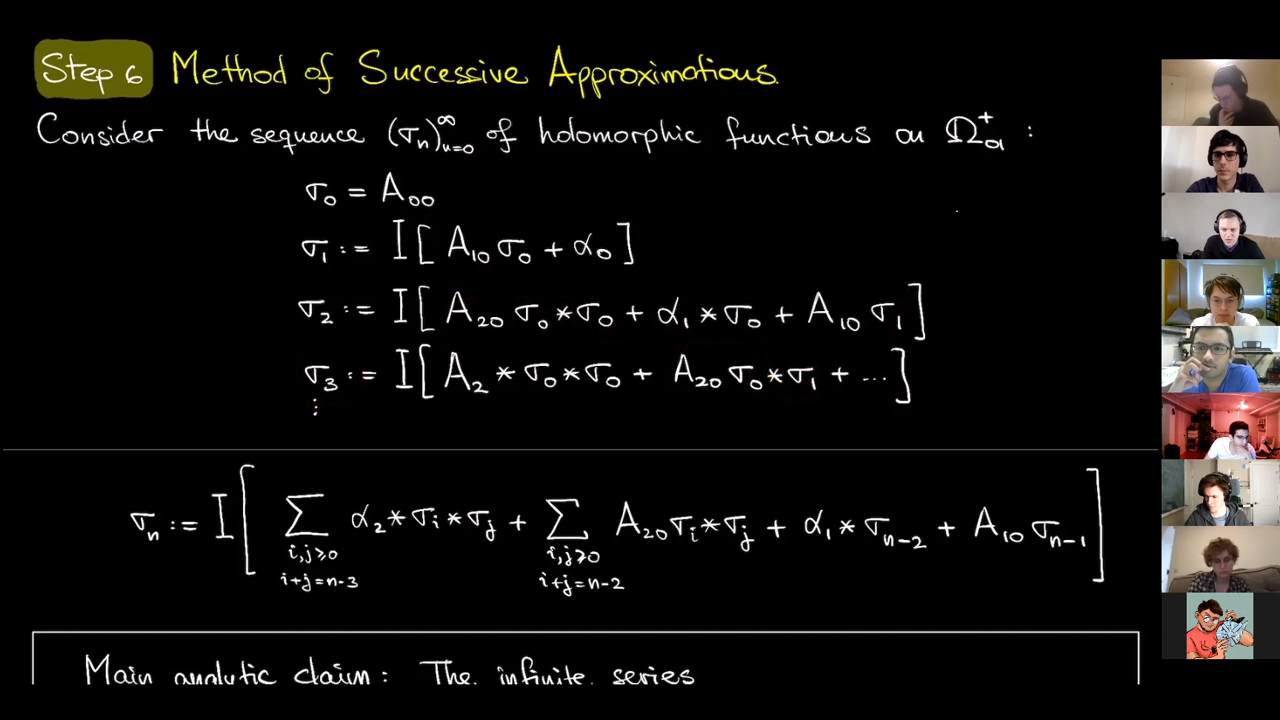 Step 6 Method of Successive Approximations.
Consider the sequence (σₙ)ₙ₌₀^∞ of holomorphic functions on Ω₀₁⁺ :
σ₀ = A₀₀
σ₁ := I[ A₁₀ σ₀ + α₀ ]
σ₂ := I[ A₂₀ σ₀ * σ₀ + α₁ * σ₀ + A₁₀ σ₁ ]
σ₃ := I[ A₂ * σ₀ * σ₀ + A₂₀ σ₀ * σ₁ + ... ]
⋮
σₙ := I[ ∑ α₂ * σᵢ * σⱼ + ∑ A₂₀ σᵢ * σⱼ + α₁ * σₙ₋₂ + A₁₀ σₙ₋₁ ]
i,j⩾0 i,j⩾0
i+j=n-3 i+j=n-2
Main analytic claim: The infinite series